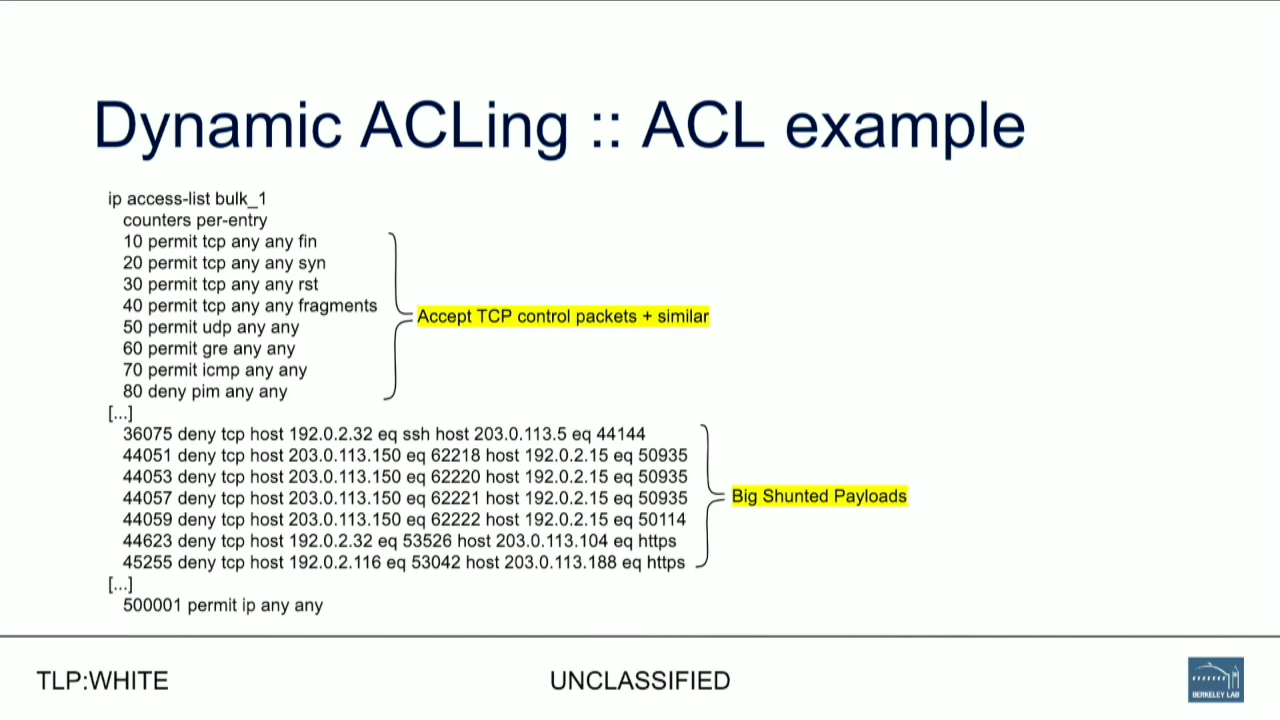 Dynamic ACLing :: ACL example
ip access-list bulk_1
counters per-entry
10 permit tcp any any fin
20 permit tcp any any syn
30 permit tcp any any rst
40 permit tcp any any fragments
50 permit udp any any
60 permit gre any any
70 permit icmp any any
80 deny pim any any
Accept TCP control packets + similar
[...]
36075 deny tcp host 192.0.2.32 eq ssh host 203.0.113.5 eq 44144
44051 deny tcp host 203.0.113.150 eq 62218 host 192.0.2.15 eq 50935
44053 deny tcp host 203.0.113.150 eq 62220 host 192.0.2.15 eq 50935
44057 deny tcp host 203.0.113.150 eq 62221 host 192.0.2.15 eq 50935
44059 deny tcp host 203.0.113.150 eq 62222 host 192.0.2.15 eq 50114
44623 deny tcp host 192.0.2.32 eq 53526 host 203.0.113.104 eq https
45255 deny tcp host 192.0.2.116 eq 53042 host 203.0.113.188 eq https
Big Shunted Payloads
[...]
500001 permit ip any any
TLP:WHITE
UNCLASSIFIED
BERKELEY LAB